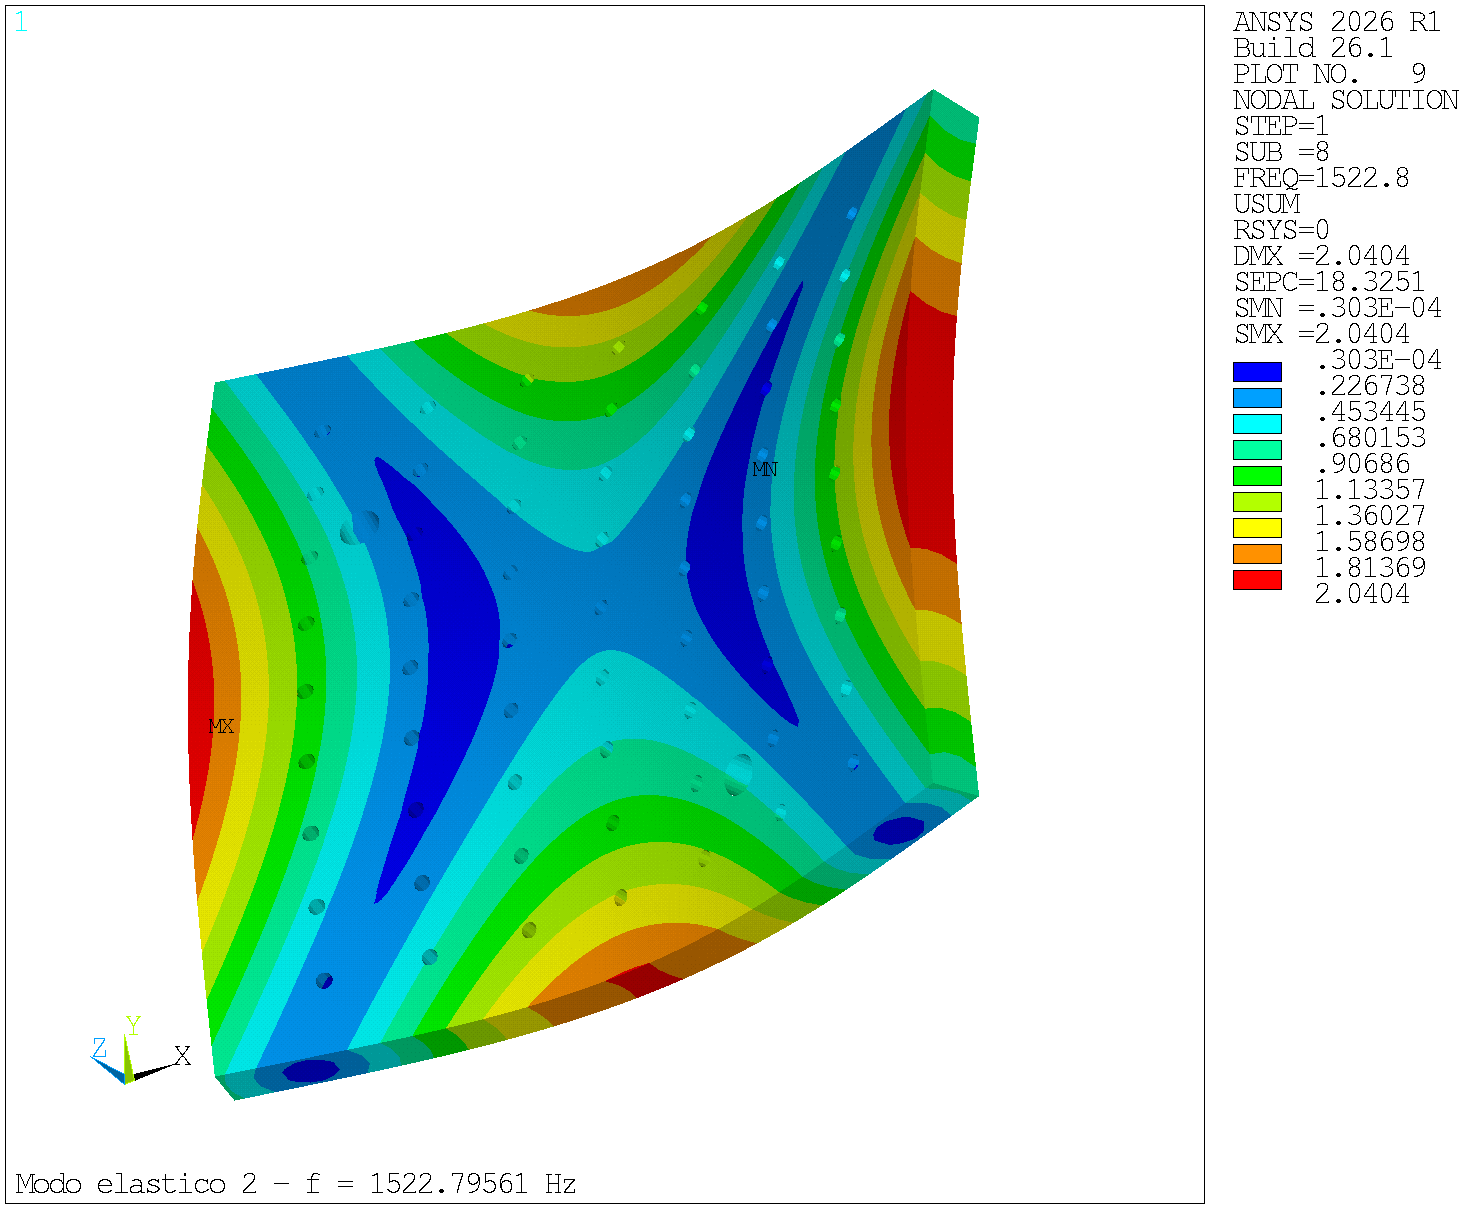 1
ANSYS 2026 R1
Build 26.1
PLOT NO.   9
NODAL SOLUTION
STEP=1
SUB =8
FREQ=1522.8
USUM
RSYS=0
DMX =2.0404
SEPC=18.3251
SMN =.303E-04
SMX =2.0404
.303E-04
.226738
.453445
.680153
.90686
1.13357
1.36027
1.58698
1.81369
2.0404
MN
MX
Y
Z
X
Modo elastico 2 - f = 1522.79561 Hz